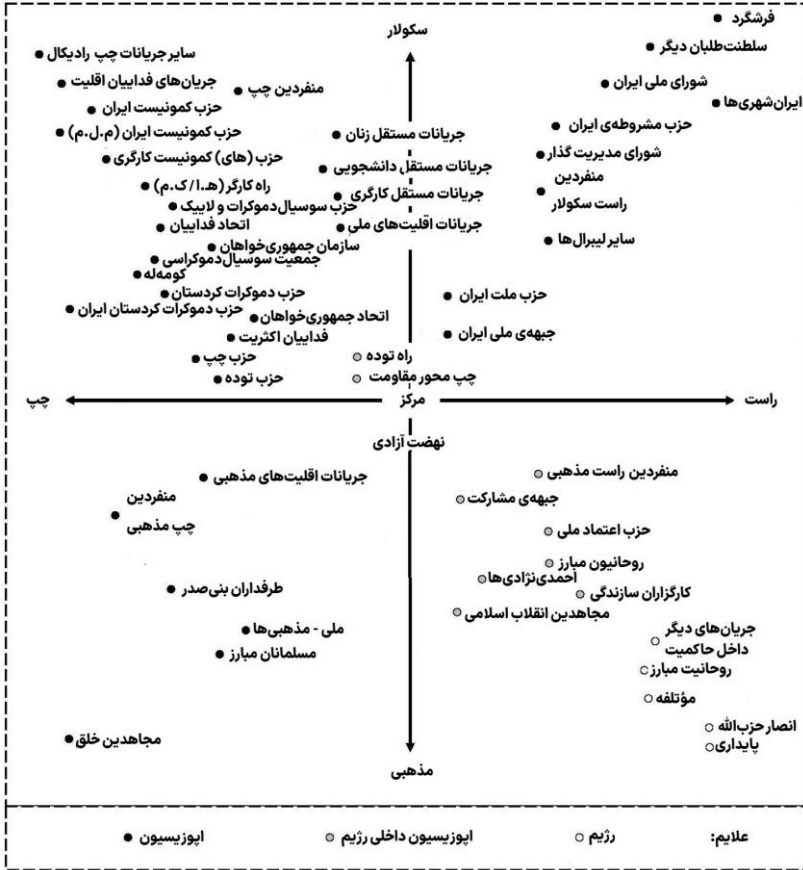 سکولار
فرشگرد
سلطنت‌طلبان دیگر
شورای ملی ایران
ایران‌شهری‌ها
حزب مشروطه‌ی ایران
شورای مدیریت گذار
منفردین
راست سکولار
سایر لیبرال‌ها
حزب ملت ایران
جبهه‌ی ملی ایران
سایر جریانات چپ رادیکال
جریان‌های فداییان اقلیت
منفردین چپ
حزب کمونیست ایران
حزب کمونیست ایران (م.ل.م)
جریانات مستقل زنان
حزب (های) کمونیست کارگری
جریانات مستقل دانشجویی
راه کارگر (ه.ا/ک.م)
جریانات مستقل کارگری
حزب سوسیال‌دموکرات و لاییک
اتحاد فداییان
جریانات اقلیت‌های ملی
سازمان جمهوری‌خواهان
جمعیت سوسیال‌دموکراسی
کومه‌له
حزب دموکرات کردستان
حزب دموکرات کردستان ایران
اتحاد جمهوری‌خواهان
فداییان اکثریت
راه توده
حزب چپ
چپ محور مقاومت
حزب توده
راست
مرکز
چپ
نهضت آزادی
منفردین راست مذهبی
جبهه‌ی مشارکت
حزب اعتماد ملی
روحانیون مبارز
احمدی‌نژادی‌ها
کارگزاران سازندگی
مجاهدین انقلاب اسلامی
جریان‌های دیگر
داخل حاکمیت
روحانیت مبارز
مؤتلفه
انصار حزب‌الله
پایداری
جریانات اقلیت‌های مذهبی
منفردین
چپ مذهبی
طرفداران بنی‌صدر
ملی - مذهبی‌ها
مسلمانان مبارز
مجاهدین خلق
مذهبی
علایم:
رژیم
اپوزیسیون داخلی رژیم
اپوزیسیون